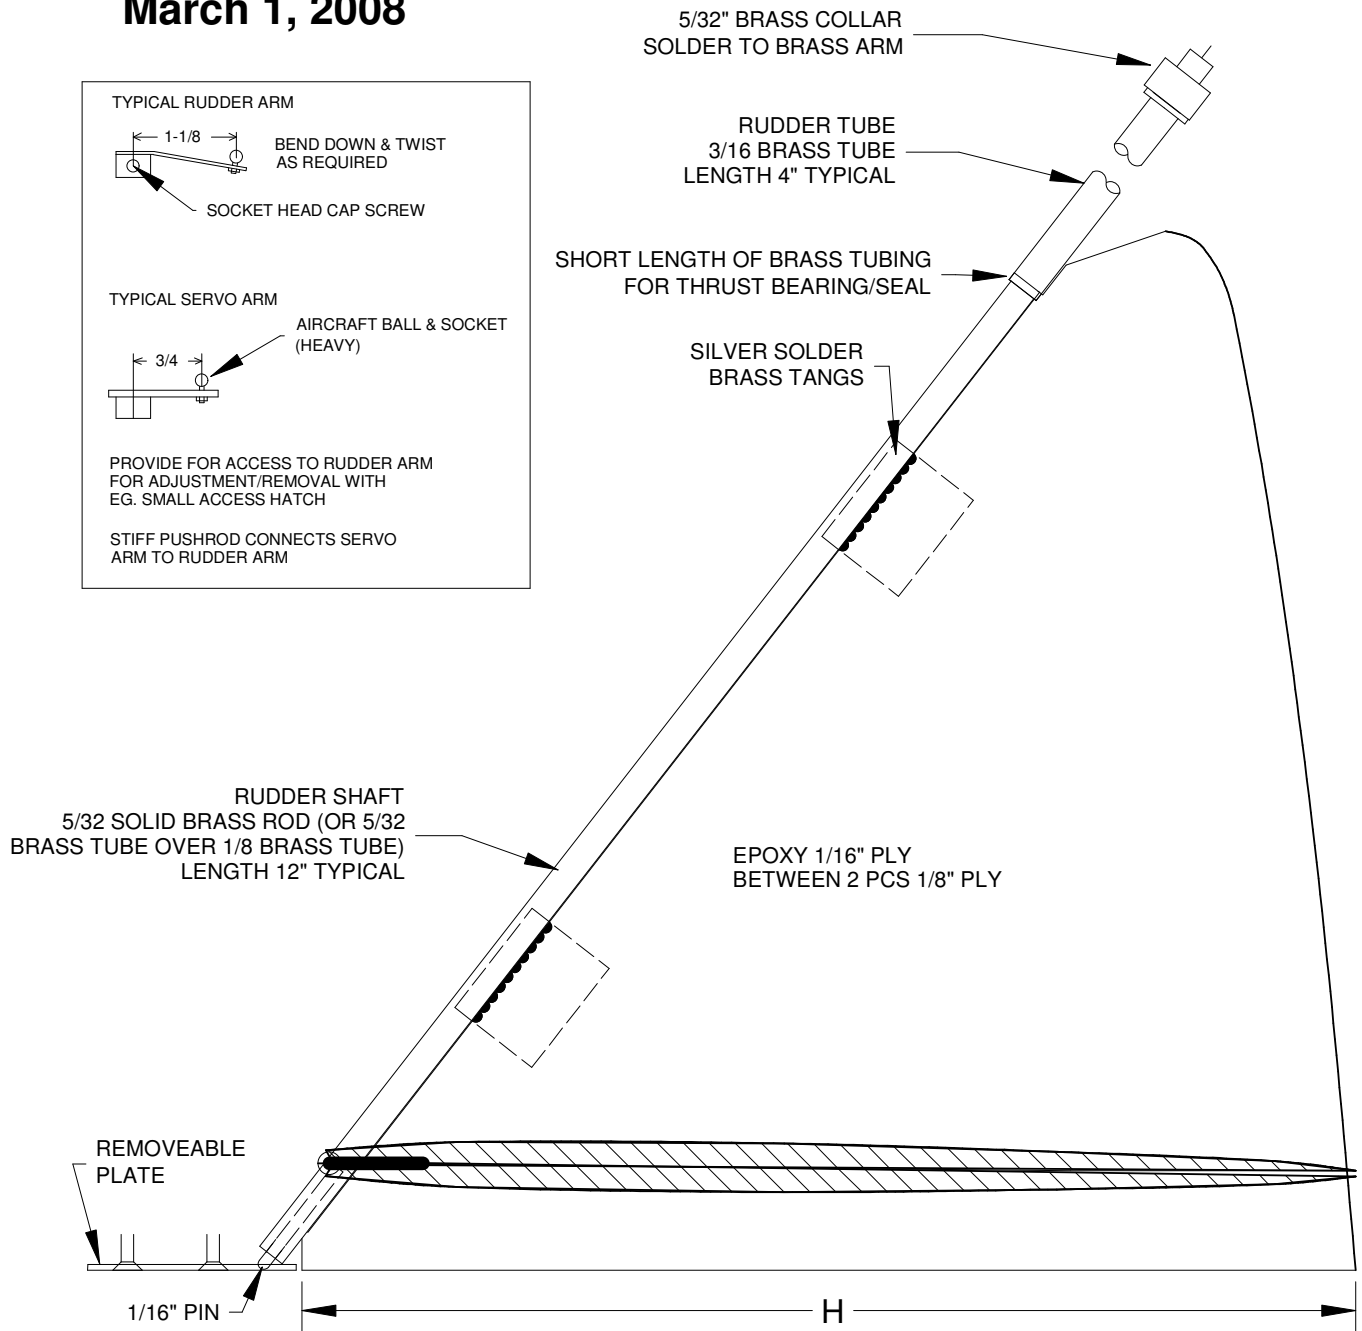 March 1, 2008
5/32" BRASS COLLAR
SOLDER TO BRASS ARM
RUDDER TUBE
3/16 BRASS TUBE
LENGTH 4" TYPICAL
TYPICAL RUDDER ARM
1-1/8
BEND DOWN & TWIST
AS REQUIRED
SOCKET HEAD CAP SCREW
TYPICAL SERVO ARM
AIRCRAFT BALL & SOCKET
(HEAVY)
3/4
PROVIDE FOR ACCESS TO RUDDER ARM
FOR ADJUSTMENT/REMOVAL WITH
EG. SMALL ACCESS HATCH
STIFF PUSHROD CONNECTS SERVO
ARM TO RUDDER ARM
SHORT LENGTH OF BRASS TUBING
FOR THRUST BEARING/SEAL
SILVER SOLDER
BRASS TANGS
RUDDER SHAFT
5/32 SOLID BRASS ROD (OR 5/32
BRASS TUBE OVER 1/8 BRASS TUBE)
LENGTH 12" TYPICAL
EPOXY 1/16" PLY
BETWEEN 2 PCS 1/8" PLY
REMOVEABLE
PLATE
1/16" PIN
H